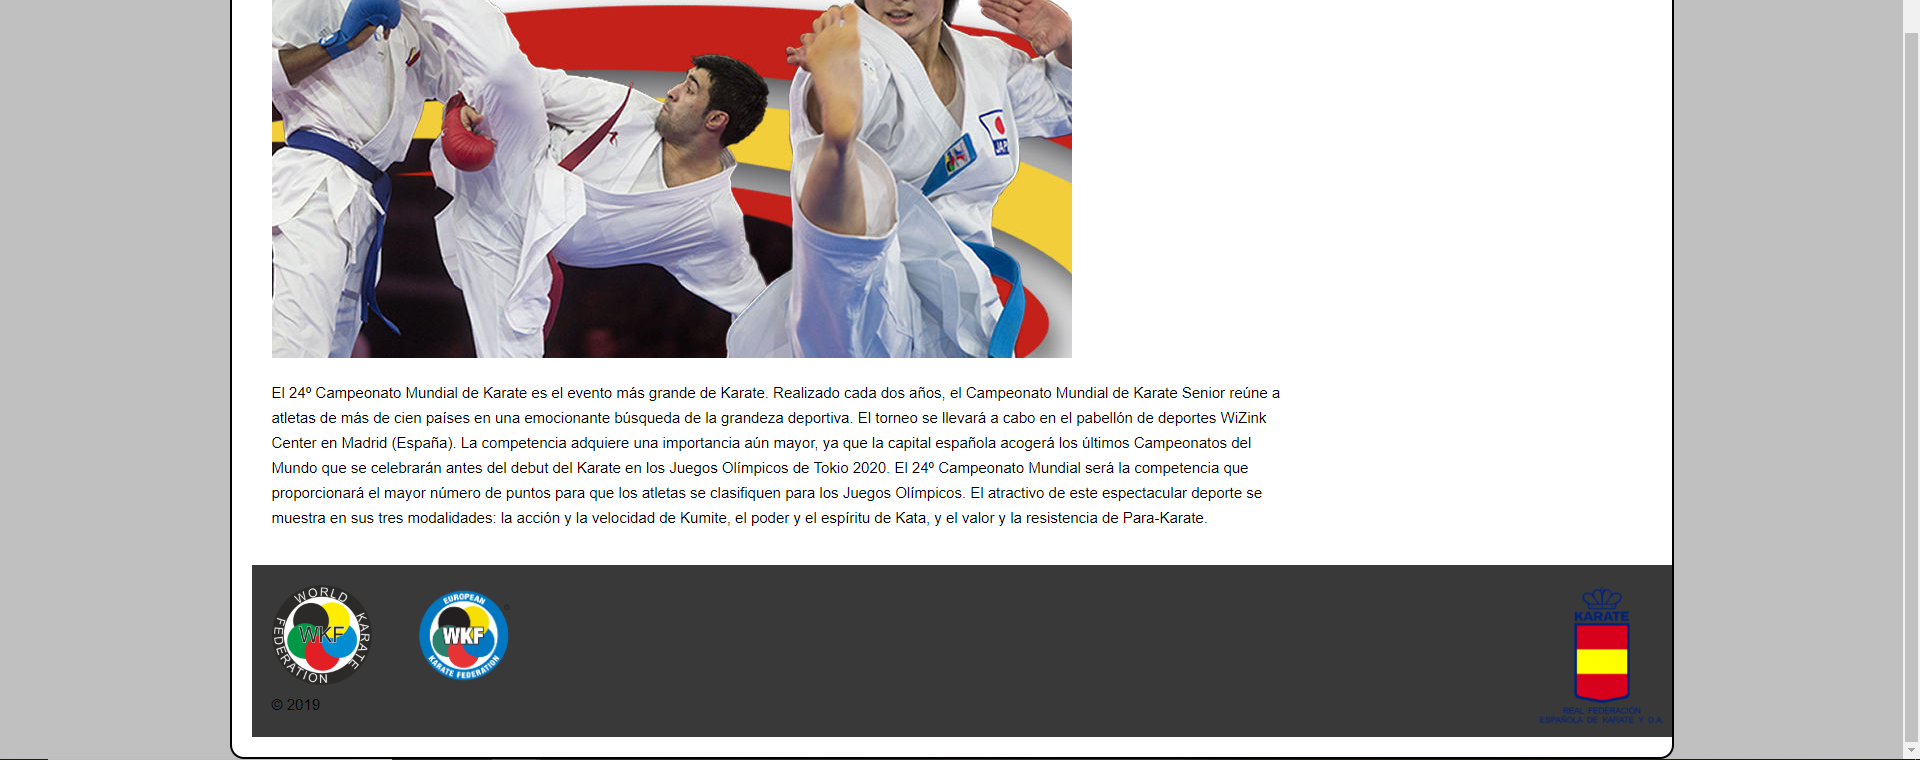 JAP
El 24º Campeonato Mundial de Karate es el evento más grande de Karate. Realizado cada dos años, el Campeonato Mundial de Karate Senior reúne a
atletas de más de cien países en una emocionante búsqueda de la grandeza deportiva. El torneo se llevará a cabo en el pabellón de deportes WiZink
Center en Madrid (España). La competencia adquiere una importancia aún mayor, ya que la capital española acogerá los últimos Campeonatos del
Mundo que se celebrarán antes del debut del Karate en los Juegos Olímpicos de Tokio 2020. El 24º Campeonato Mundial será la competencia que
proporcionará el mayor número de puntos para que los atletas se clasifiquen para los Juegos Olímpicos. El atractivo de este espectacular deporte se
muestra en sus tres modalidades: la acción y la velocidad de Kumite, el poder y el espíritu de Kata, y el valor y la resistencia de Para-Karate.
WORLD KARATE FEDERATION
WKF
EUROPEAN
WKF
KARATE FEDERATION
KARATE
REAL FEDERACIÓN
ESPAÑOLA DE KARATE Y D.A.
© 2019